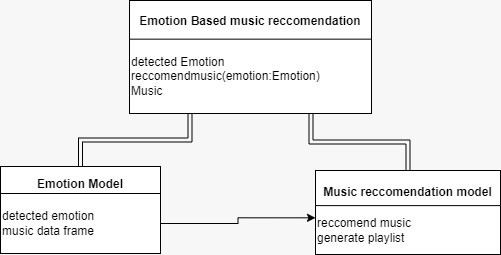 Emotion Based music reccomendation
detected Emotion
reccomendmusic(emotion:Emotion)
Music
Emotion Model
detected emotion
music data frame
Music reccomendation model
reccomend music
generate playlist